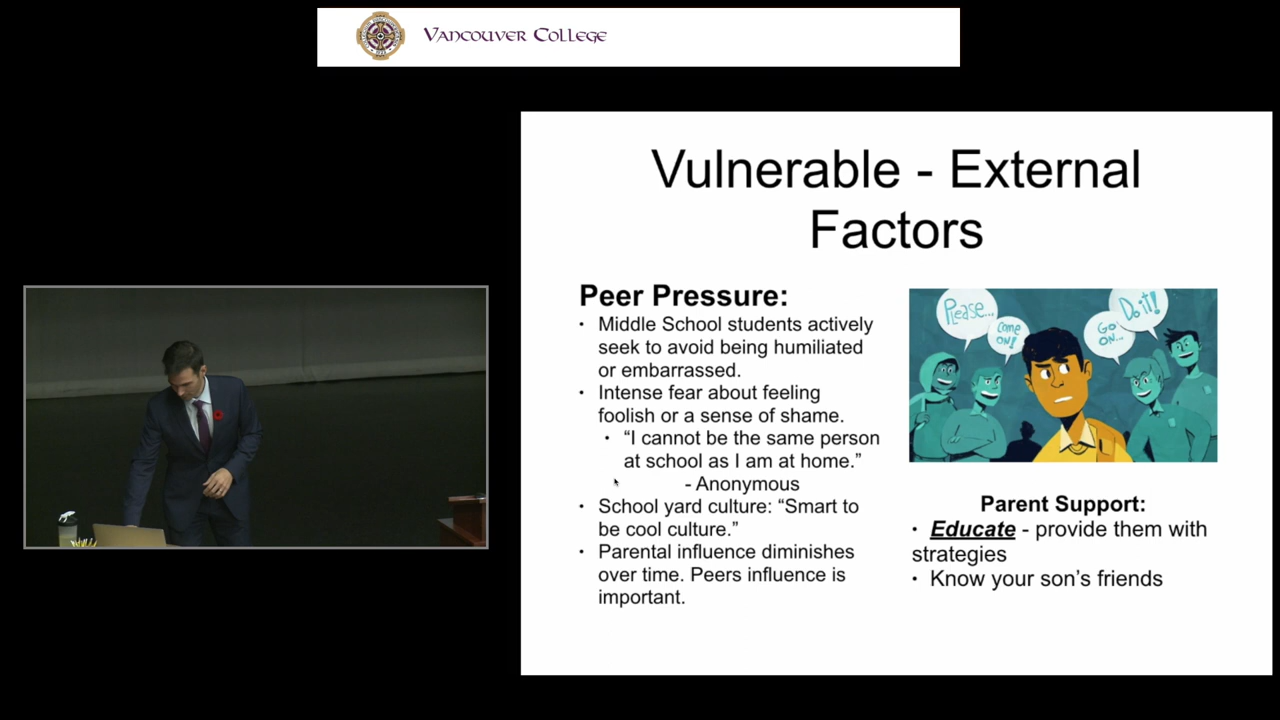 Vancouver College
Vulnerable - External
Factors
Peer Pressure:
• Middle School students actively
seek to avoid being humiliated
or embarrassed.
• Intense fear about feeling
foolish or a sense of shame.
• “I cannot be the same person
at school as I am at home.”
- Anonymous
• School yard culture: “Smart to
be cool culture.”
• Parental influence diminishes
over time. Peers influence is
important.
Please...
Come
on!
Go
on...
Do it!
Parent Support:
• Educate - provide them with
strategies
• Know your son’s friends